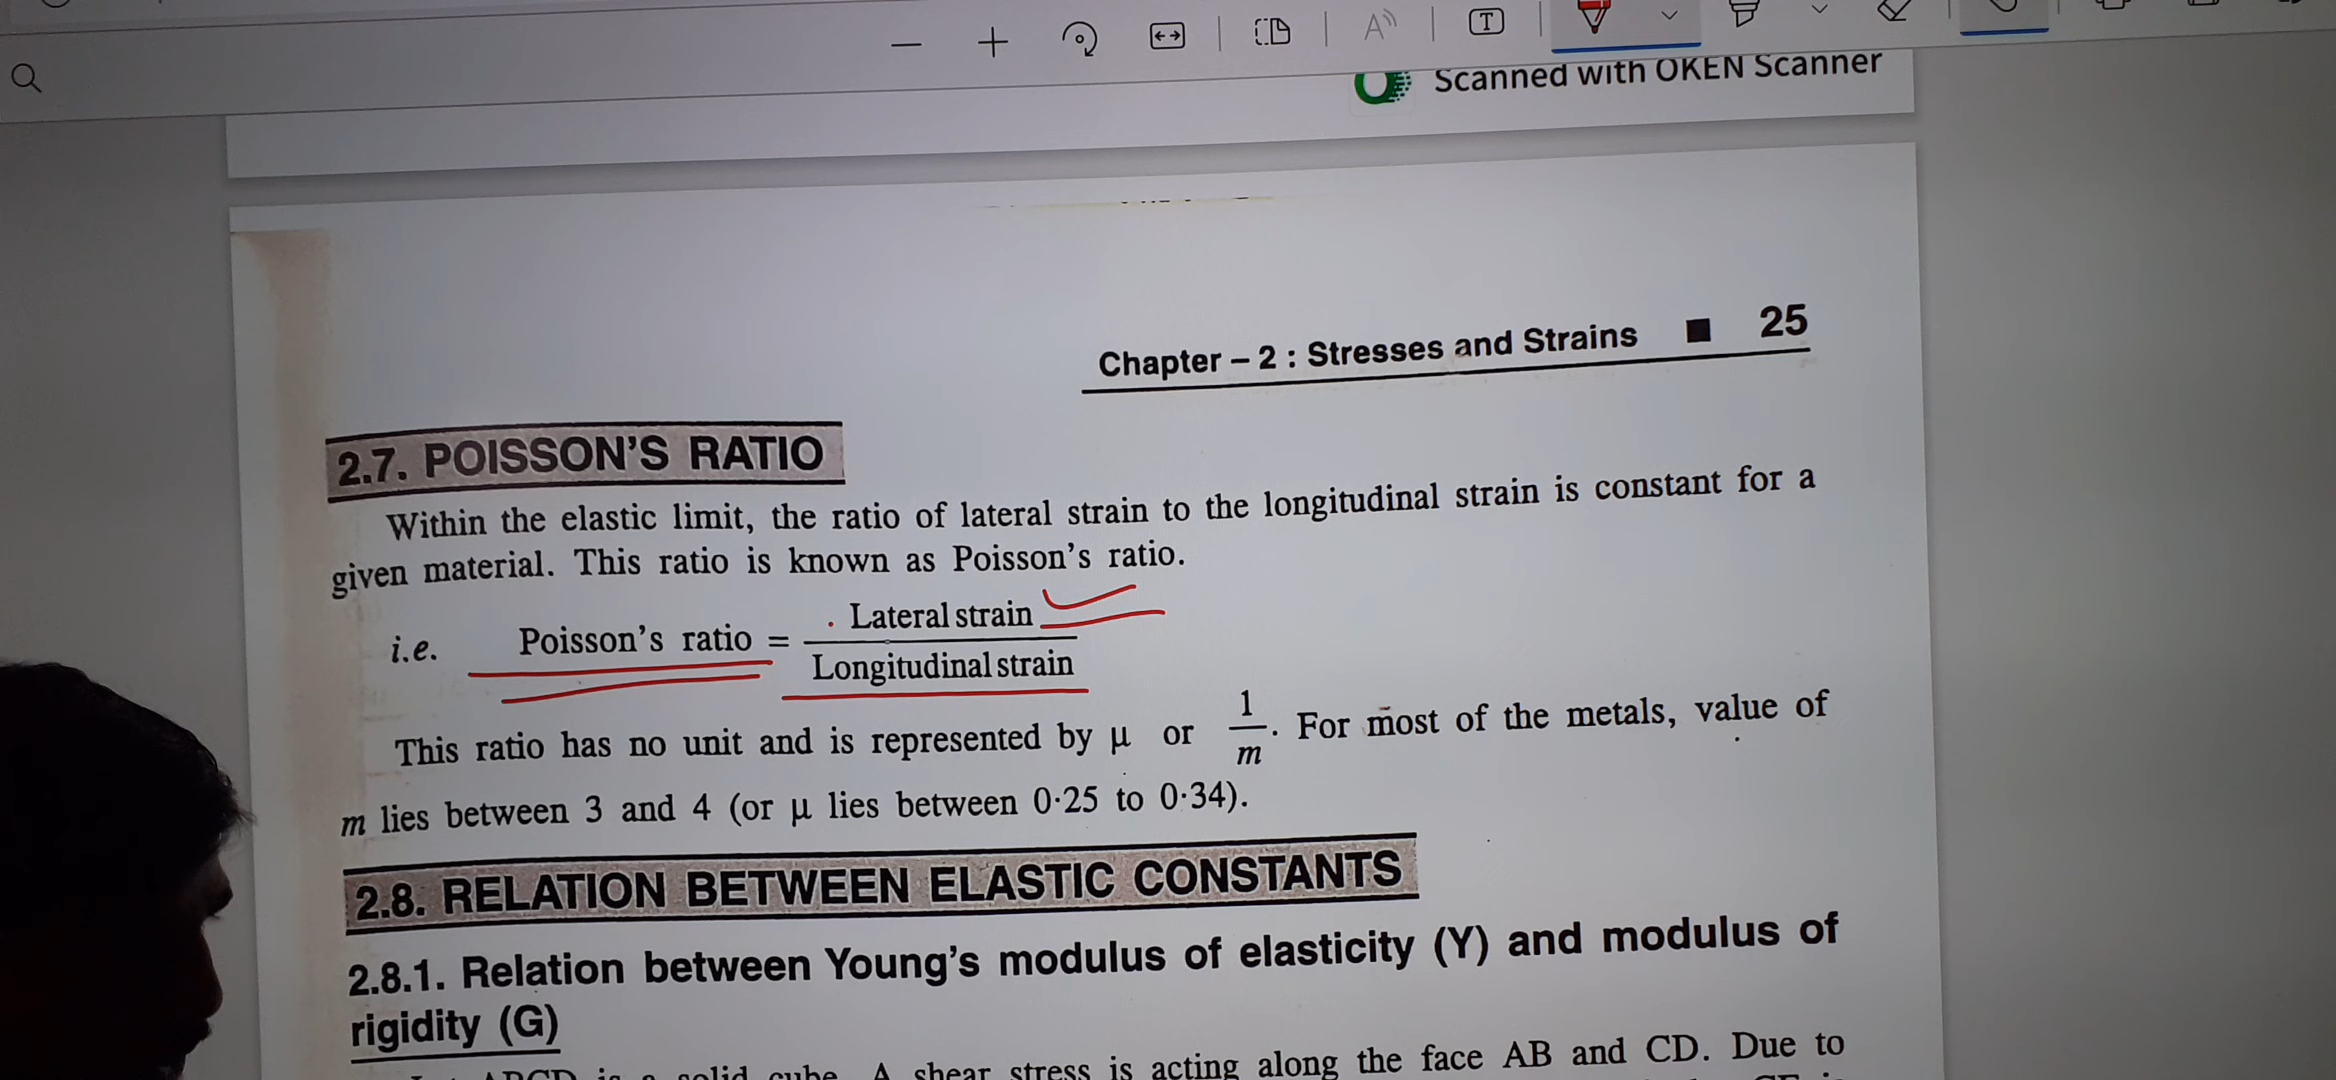 Scanned with OKEN Scanner
Chapter – 2 : Stresses and Strains ■ 25
2.7. POISSON'S RATIO
Within the elastic limit, the ratio of lateral strain to the longitudinal strain is constant for a
given material. This ratio is known as Poisson's ratio.
i.e. Poisson's ratio = Lateral strain / Longitudinal strain
This ratio has no unit and is represented by μ or 1/m. For most of the metals, value of
m lies between 3 and 4 (or μ lies between 0·25 to 0·34).
2.8. RELATION BETWEEN ELASTIC CONSTANTS
2.8.1. Relation between Young's modulus of elasticity (Y) and modulus of
rigidity (G)
ABCD is a solid cube. A shear stress is acting along the face AB and CD. Due to